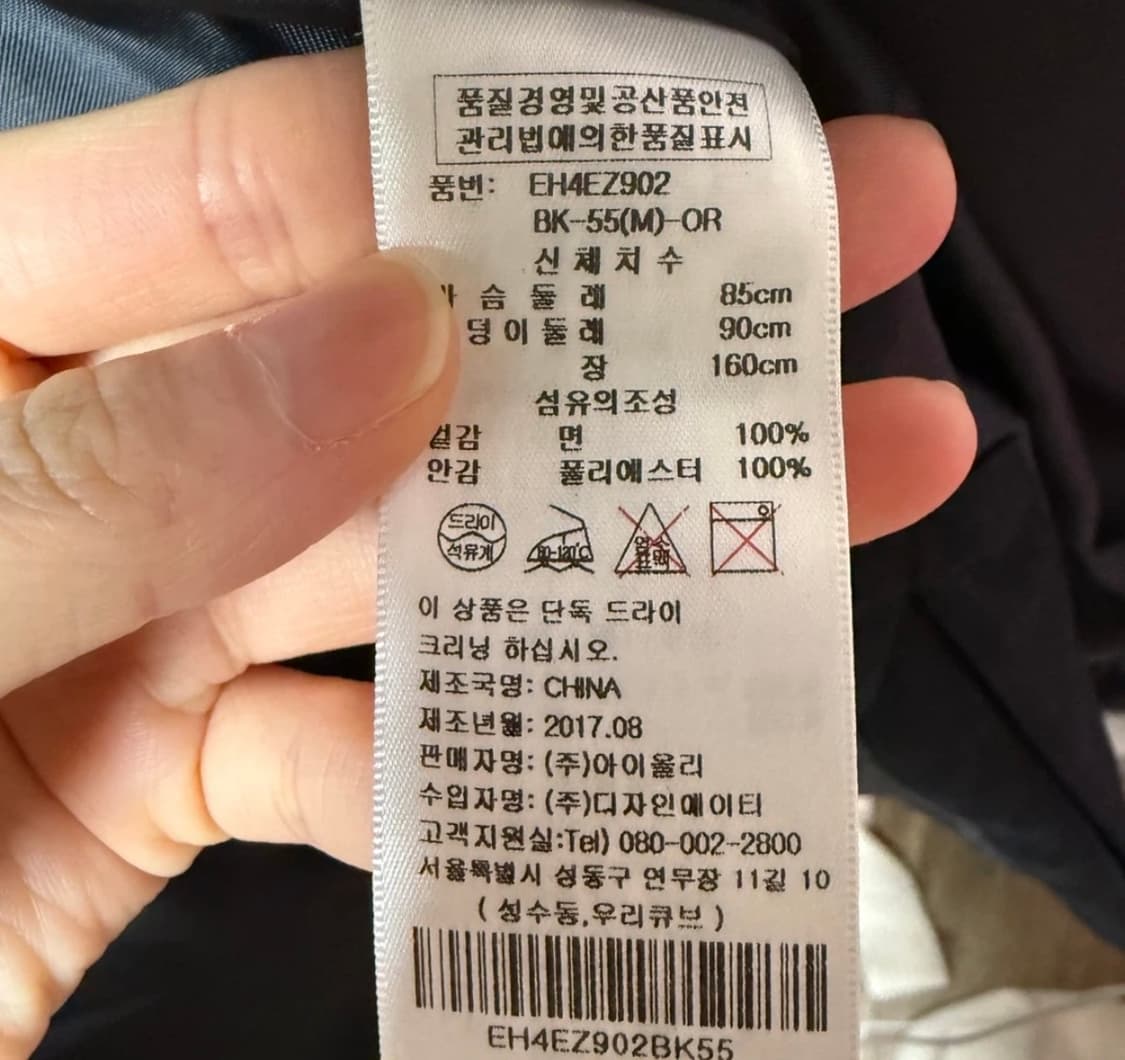 품질경영및공산품안전
관리법에의한품질표시
품번: EH4EZ902
BK-55(M)-OR
신체치수
슴둘레 85cm
덩이둘레 90cm
장 160cm
섬유의조성
겉감 면 100%
안감 폴리에스터 100%
드라이
석유계
80-120℃
염소
표백
이 상품은 단독 드라이
크리닝 하십시오.
제조국명: CHINA
제조년월: 2017.08
판매자명: (주)아이올리
수입자명: (주)디자인에이티
고객지원실:Tel) 080-002-2800
서울특별시 성동구 연무장 11길 10
( 성수동,우리큐브 )
EH4EZ902BK55